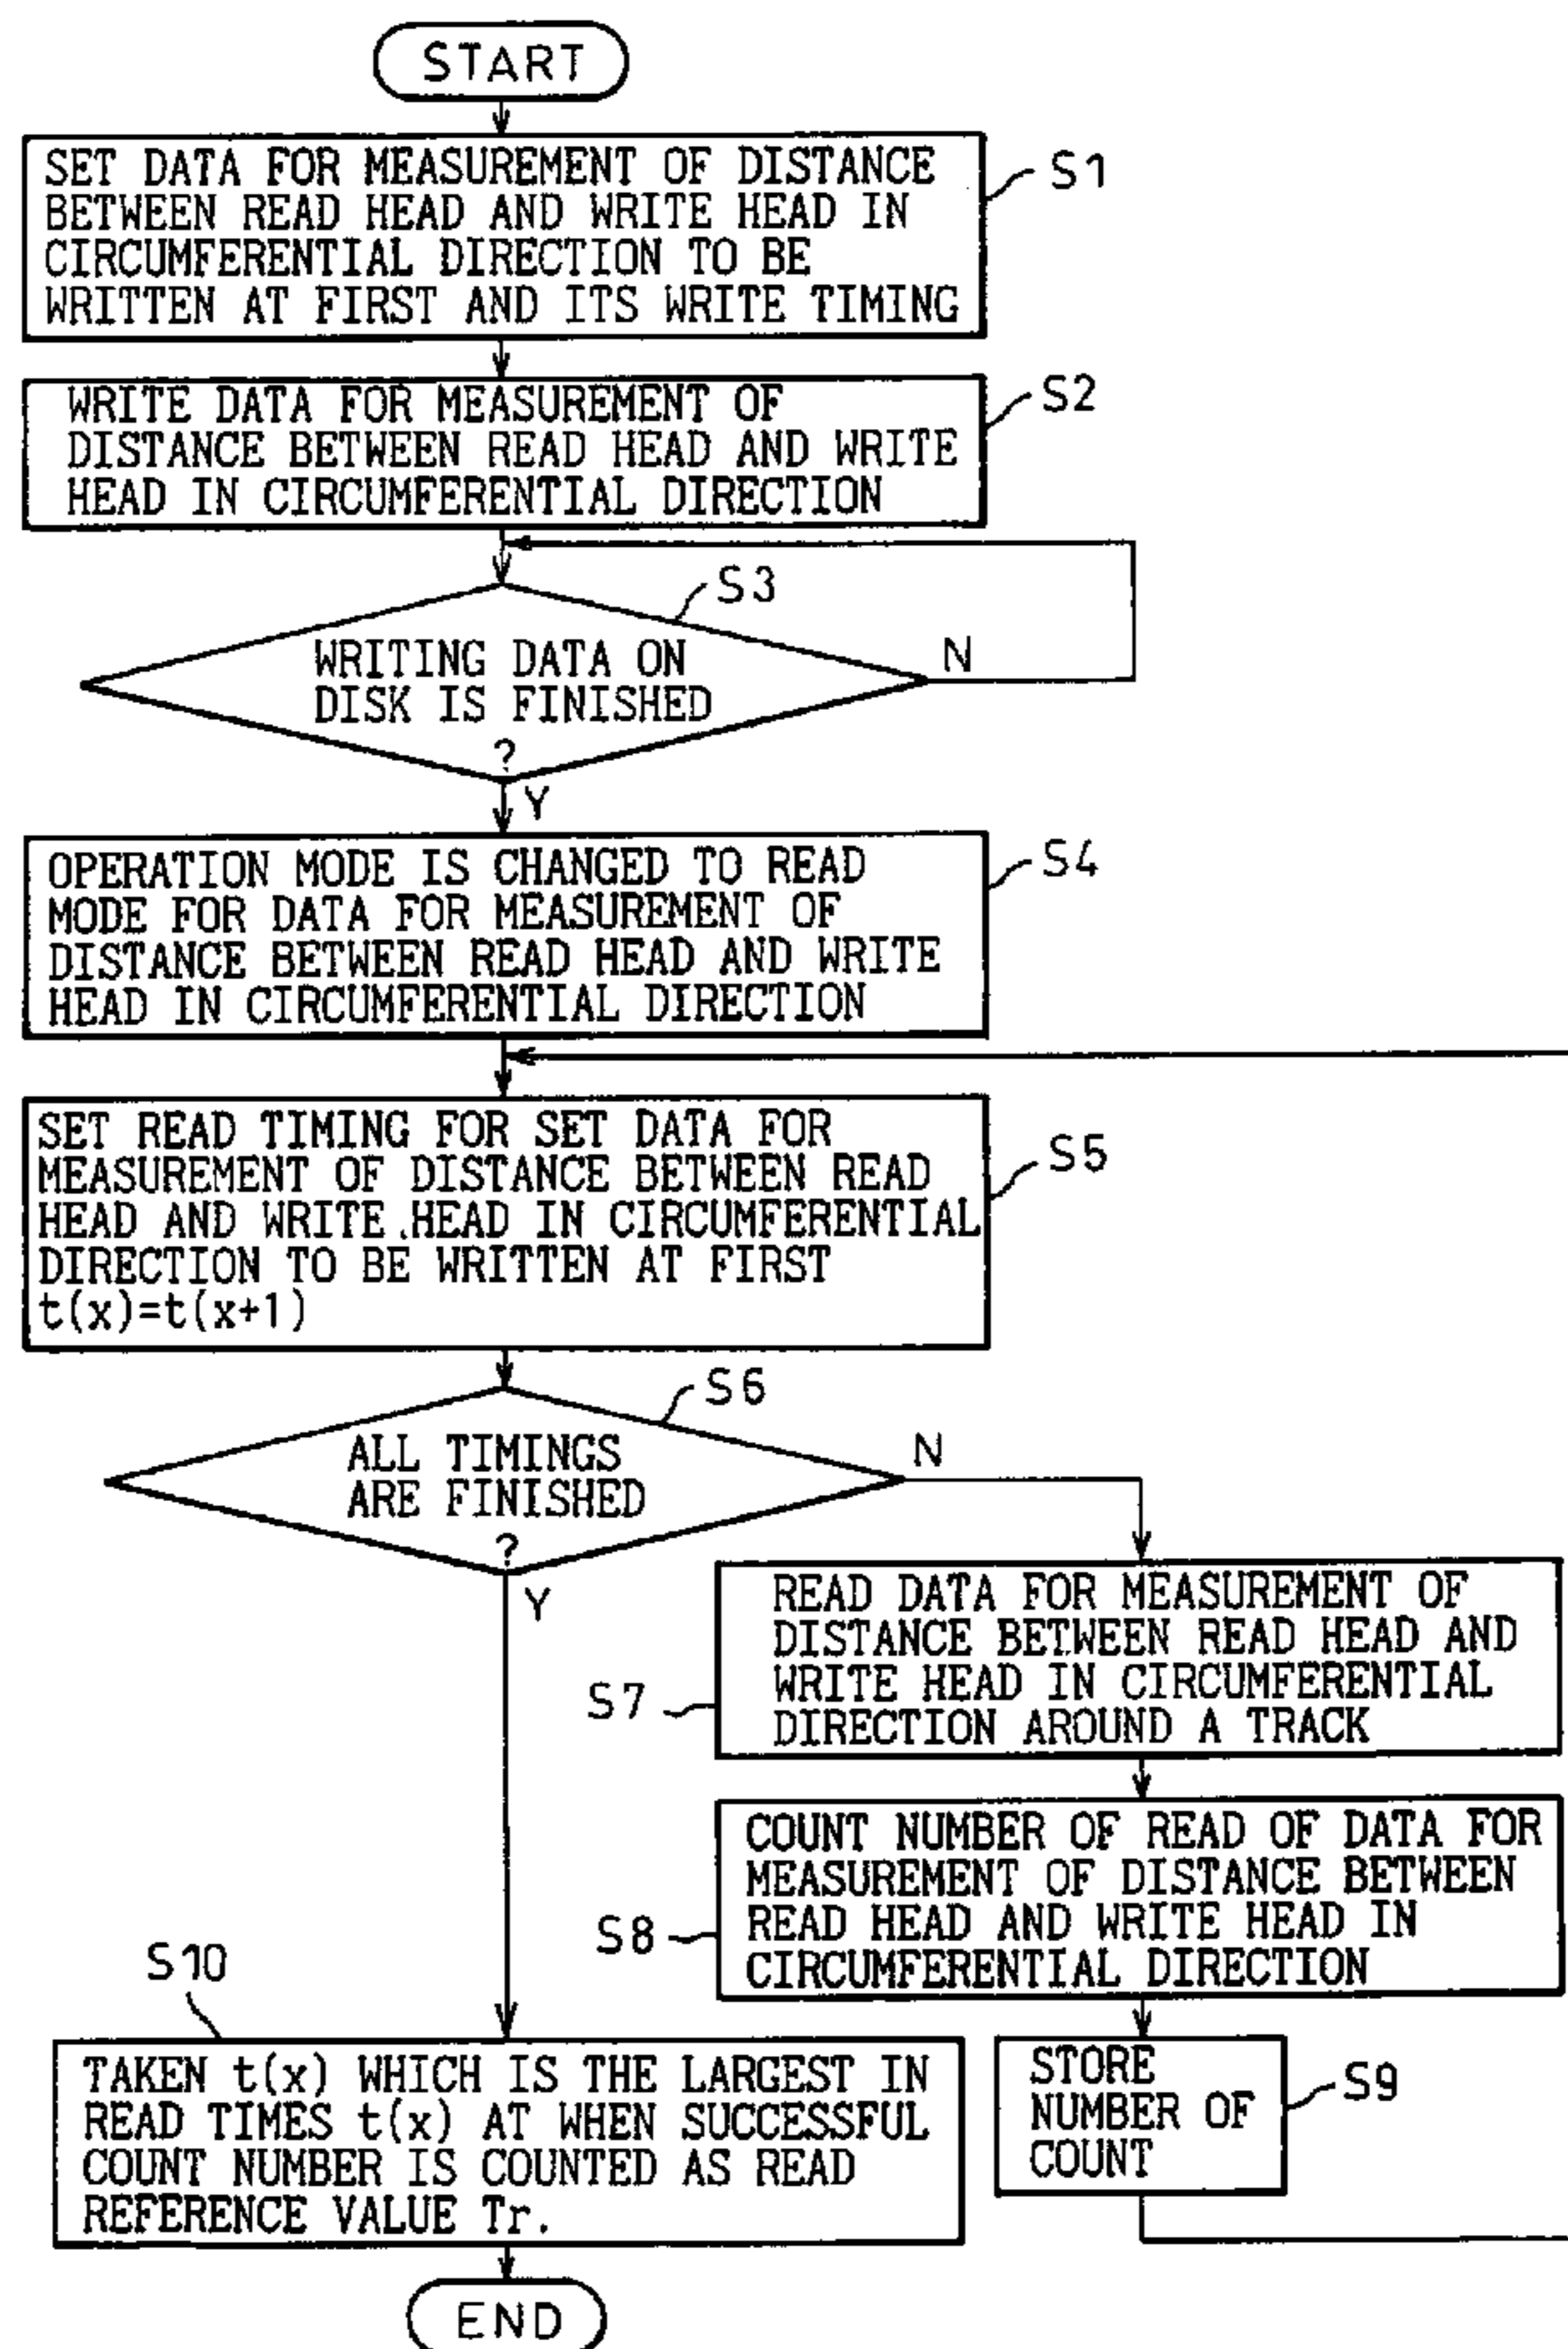 START
SET DATA FOR MEASUREMENT OF DISTANCE
BETWEEN READ HEAD AND WRITE HEAD IN
CIRCUMFERENTIAL DIRECTION TO BE
WRITTEN AT FIRST AND ITS WRITE TIMING
S1
WRITE DATA FOR MEASUREMENT OF
DISTANCE BETWEEN READ HEAD AND WRITE
HEAD IN CIRCUMFERENTIAL DIRECTION
S2
S3
WRITING DATA ON
DISK IS FINISHED
?
N
Y
OPERATION MODE IS CHANGED TO READ
MODE FOR DATA FOR MEASUREMENT OF
DISTANCE BETWEEN READ HEAD AND WRITE
HEAD IN CIRCUMFERENTIAL DIRECTION
S4
SET READ TIMING FOR SET DATA FOR
MEASUREMENT OF DISTANCE BETWEEN READ
HEAD AND WRITE HEAD IN CIRCUMFERENTIAL
DIRECTION TO BE WRITTEN AT FIRST
t(x)=t(x+1)
S5
S6
ALL TIMINGS
ARE FINISHED
?
N
Y
READ DATA FOR MEASUREMENT OF
DISTANCE BETWEEN READ HEAD AND
WRITE HEAD IN CIRCUMFERENTIAL
DIRECTION AROUND A TRACK
S7
COUNT NUMBER OF READ OF DATA FOR
MEASUREMENT OF DISTANCE BETWEEN
READ HEAD AND WRITE HEAD IN
CIRCUMFERENTIAL DIRECTION
S8
STORE
NUMBER OF
COUNT
S9
S10
TAKEN t(x) WHICH IS THE LARGEST IN
READ TIMES t(x) AT WHEN SUCCESSFUL
COUNT NUMBER IS COUNTED AS READ
REFERENCE VALUE Tr.
END